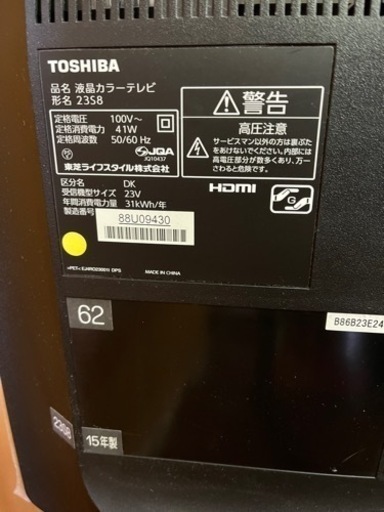 TOSHIBA
品名 液晶カラーテレビ
形名 23S8
定格電圧 100V~
定格消費電力 41W
定格周波数 50/60 Hz
JQA
JQ10437
東芝ライフスタイル株式会社
区分名 DK
受信機型サイズ 23V
年間消費電力量 31kWh/年
製造番号
88U09430
MADE IN CHINA
警告
高圧注意
サービスマン以外の方は裏ぶた
をあけないでください。内部には
高電圧部分が数多くあり、万一
さわると危険です。
HDMI
G
62
B86B23E24
23S8
15年製